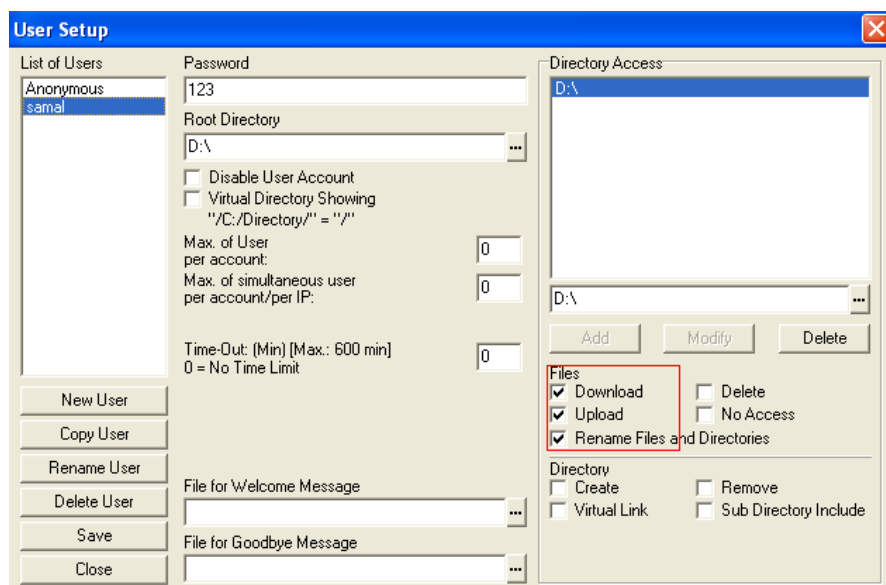 User Setup
List of Users
Anonymous
samal
New User
Copy User
Rename User
Delete User
Save
Close
Password
123
Root Directory
D:\
...
Disable User Account
Virtual Directory Showing
"/C:/Directory/" = "/"
Max. of User
per account:
0
Max. of simultaneous user
per account/per IP:
0
Time-Out: (Min) [Max.: 600 min]
0 = No Time Limit
0
File for Welcome Message
...
File for Goodbye Message
...
Directory Access
D:\
D:\
...
Add Modify Delete
Files
Download Delete
Upload No Access
Rename Files and Directories
Directory
Create Remove
Virtual Link Sub Directory Include